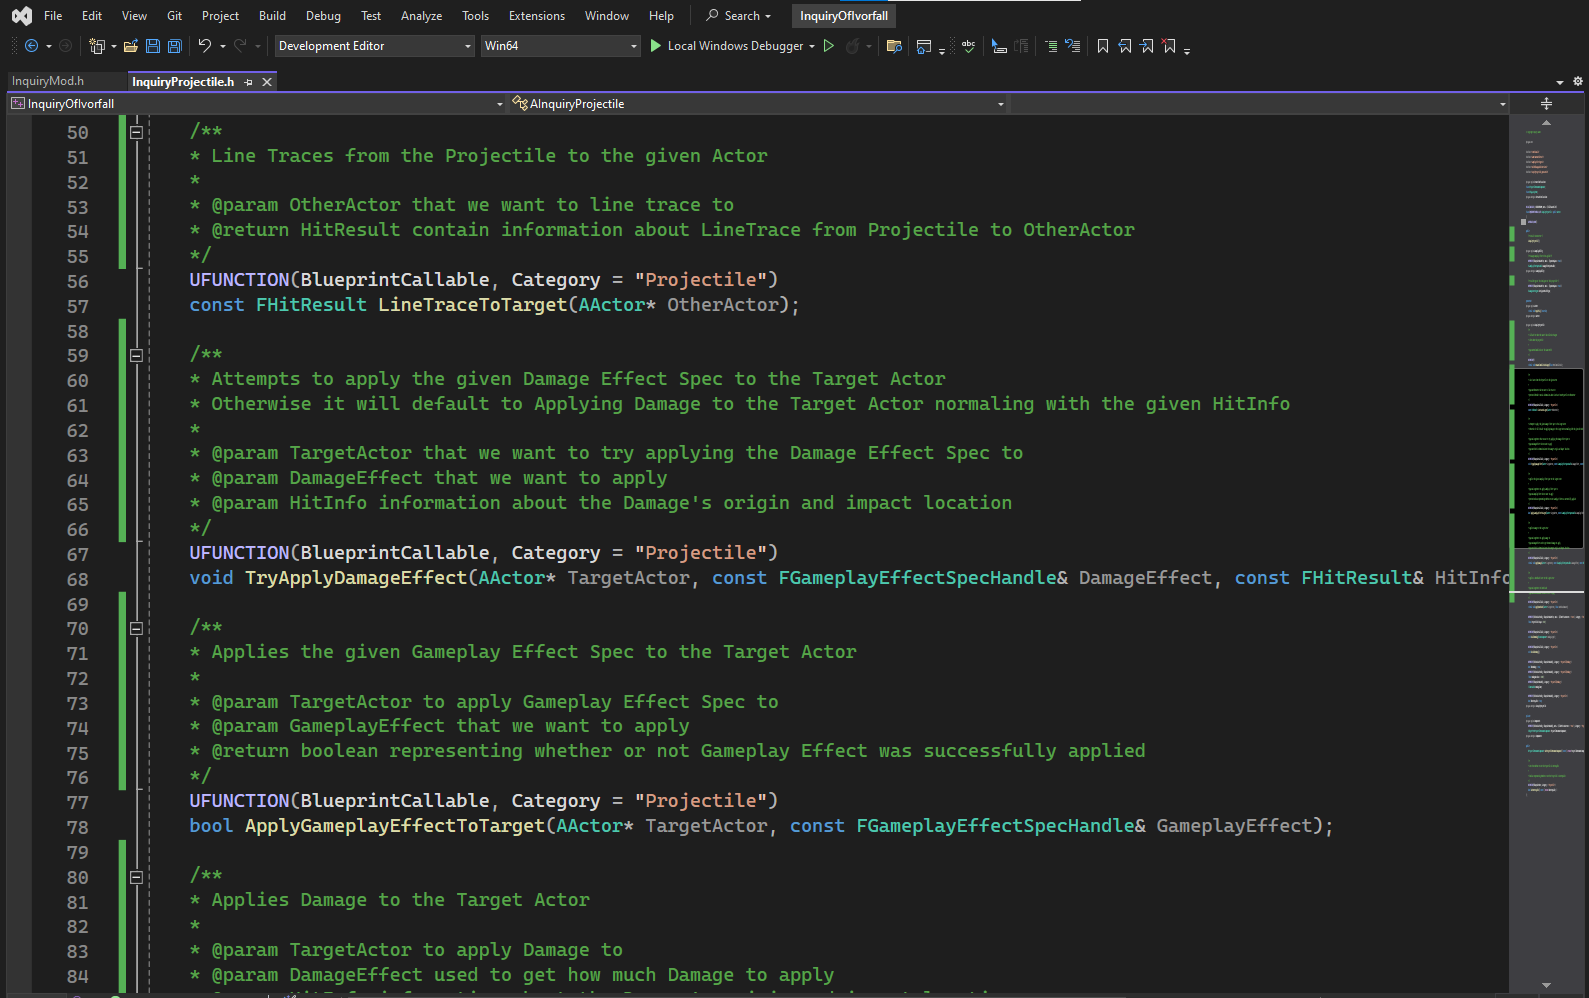 File Edit View Git Project Build Debug Test Analyze Tools Extensions Window Help Search InquiryOfIvorfall
Development Editor Win64 Local Windows Debugger
InquiryMod.h InquiryProjectile.h
InquiryOfIvorfall AInquiryProjectile
50 /**
51 * Line Traces from the Projectile to the given Actor
52 *
53 * @param OtherActor that we want to line trace to
54 * @return HitResult contain information about LineTrace from Projectile to OtherActor
55 */
56 UFUNCTION(BlueprintCallable, Category = "Projectile")
57 const FHitResult LineTraceToTarget(AActor* OtherActor);
58
59 /**
60 * Attempts to apply the given Damage Effect Spec to the Target Actor
61 * Otherwise it will default to Applying Damage to the Target Actor normaling with the given HitInfo
62 *
63 * @param TargetActor that we want to try applying the Damage Effect Spec to
64 * @param DamageEffect that we want to apply
65 * @param HitInfo information about the Damage's origin and impact location
66 */
67 UFUNCTION(BlueprintCallable, Category = "Projectile")
68 void TryApplyDamageEffect(AActor* TargetActor, const FGameplayEffectSpecHandle& DamageEffect, const FHitResult& HitInfo
69
70 /**
71 * Applies the given Gameplay Effect Spec to the Target Actor
72 *
73 * @param TargetActor to apply Gameplay Effect Spec to
74 * @param GameplayEffect that we want to apply
75 * @return boolean representing whether or not Gameplay Effect was successfully applied
76 */
77 UFUNCTION(BlueprintCallable, Category = "Projectile")
78 bool ApplyGameplayEffectToTarget(AActor* TargetActor, const FGameplayEffectSpecHandle& GameplayEffect);
79
80 /**
81 * Applies Damage to the Target Actor
82 *
83 * @param TargetActor to apply Damage to
84 * @param DamageEffect used to get how much Damage to apply